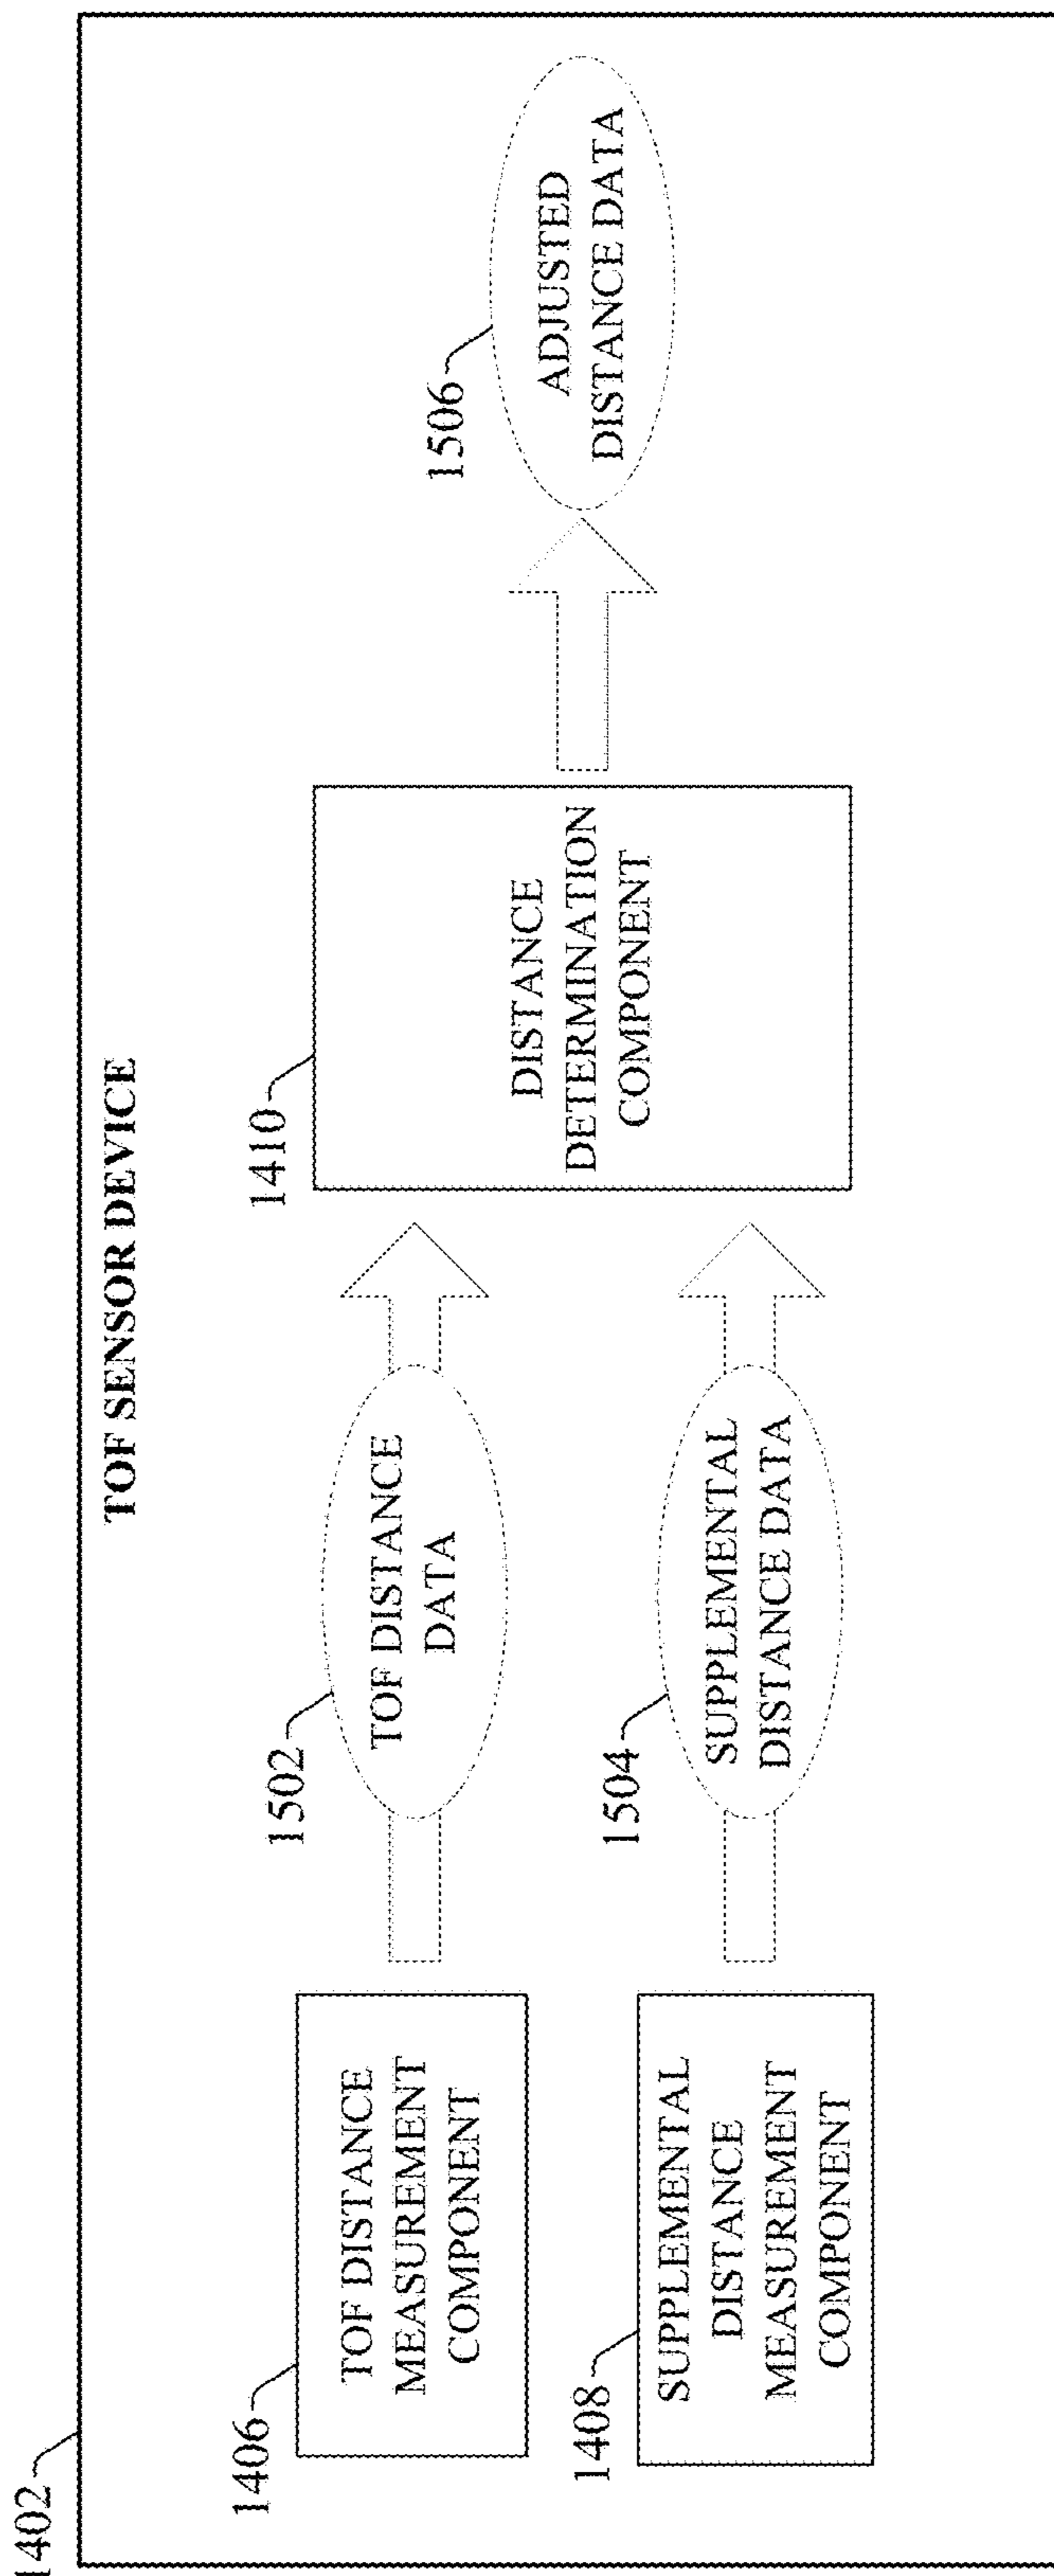 1402
TOF SENSOR DEVICE
1406
TOF DISTANCE
MEASUREMENT
COMPONENT
1502
TOF DISTANCE
DATA
1408
SUPPLEMENTAL
DISTANCE
MEASUREMENT
COMPONENT
1504
SUPPLEMENTAL
DISTANCE DATA
1410
DISTANCE
DETERMINATION
COMPONENT
1506
ADJUSTED
DISTANCE DATA